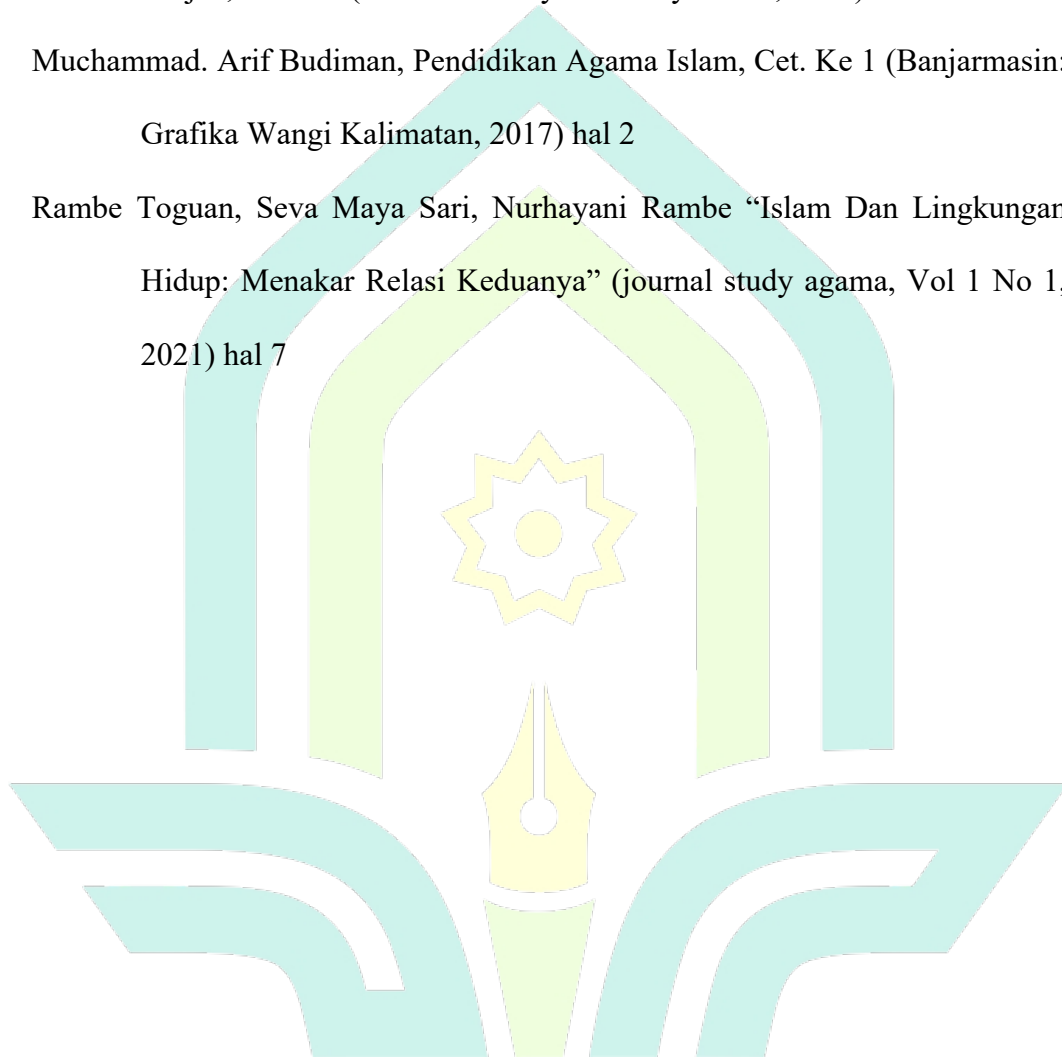 Muchammad. Arif Budiman, Pendidikan Agama Islam, Cet. Ke 1 (Banjarmasin:
Grafika Wangi Kalimatan, 2017) hal 2
Rambe Toguan, Seva Maya Sari, Nurhayani Rambe “Islam Dan Lingkungan
Hidup: Menakar Relasi Keduanya” (journal study agama, Vol 1 No 1,
2021) hal 7